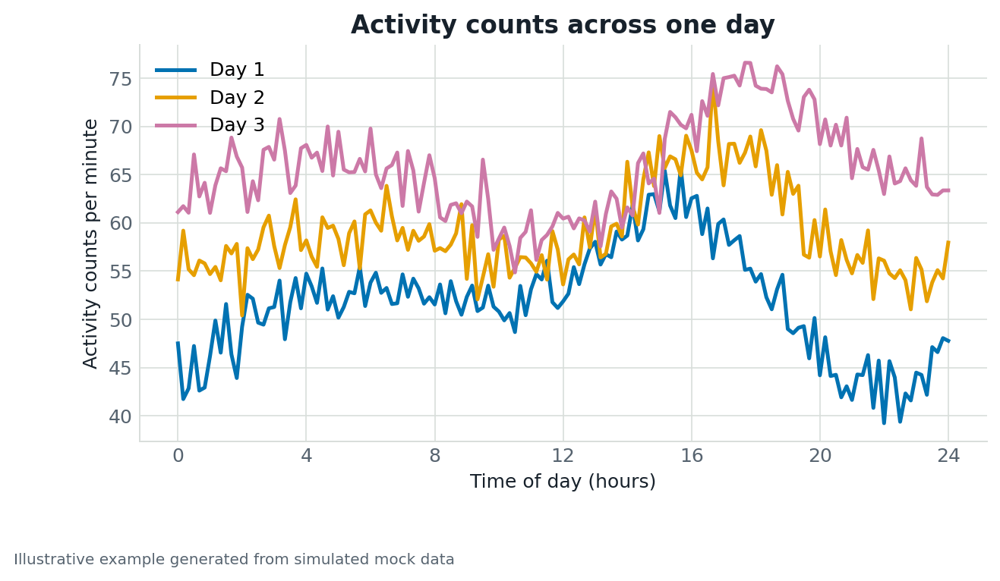 Activity counts across one day
Day 1
Day 2
Day 3
Activity counts per minute
75
70
65
60
55
50
45
40
0 4 8 12 16 20 24
Time of day (hours)
Illustrative example generated from simulated mock data